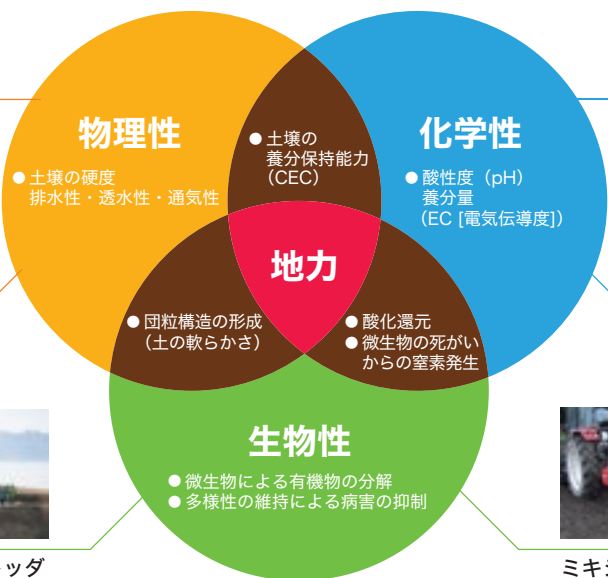 物理性
● 土壌の硬度
排水性・透水性・通気性
● 土壌の
養分保持能力
（CEC）
化学性
● 酸性度（pH）
養分量
（EC [電気伝導度]）
地力
● 団粒構造の形成
（土の軟らかさ）
● 酸化還元
● 微生物の死がい
からの窒素発生
生物性
● 微生物による有機物の分解
● 多様性の維持による病害の抑制
ッダ
ミキ